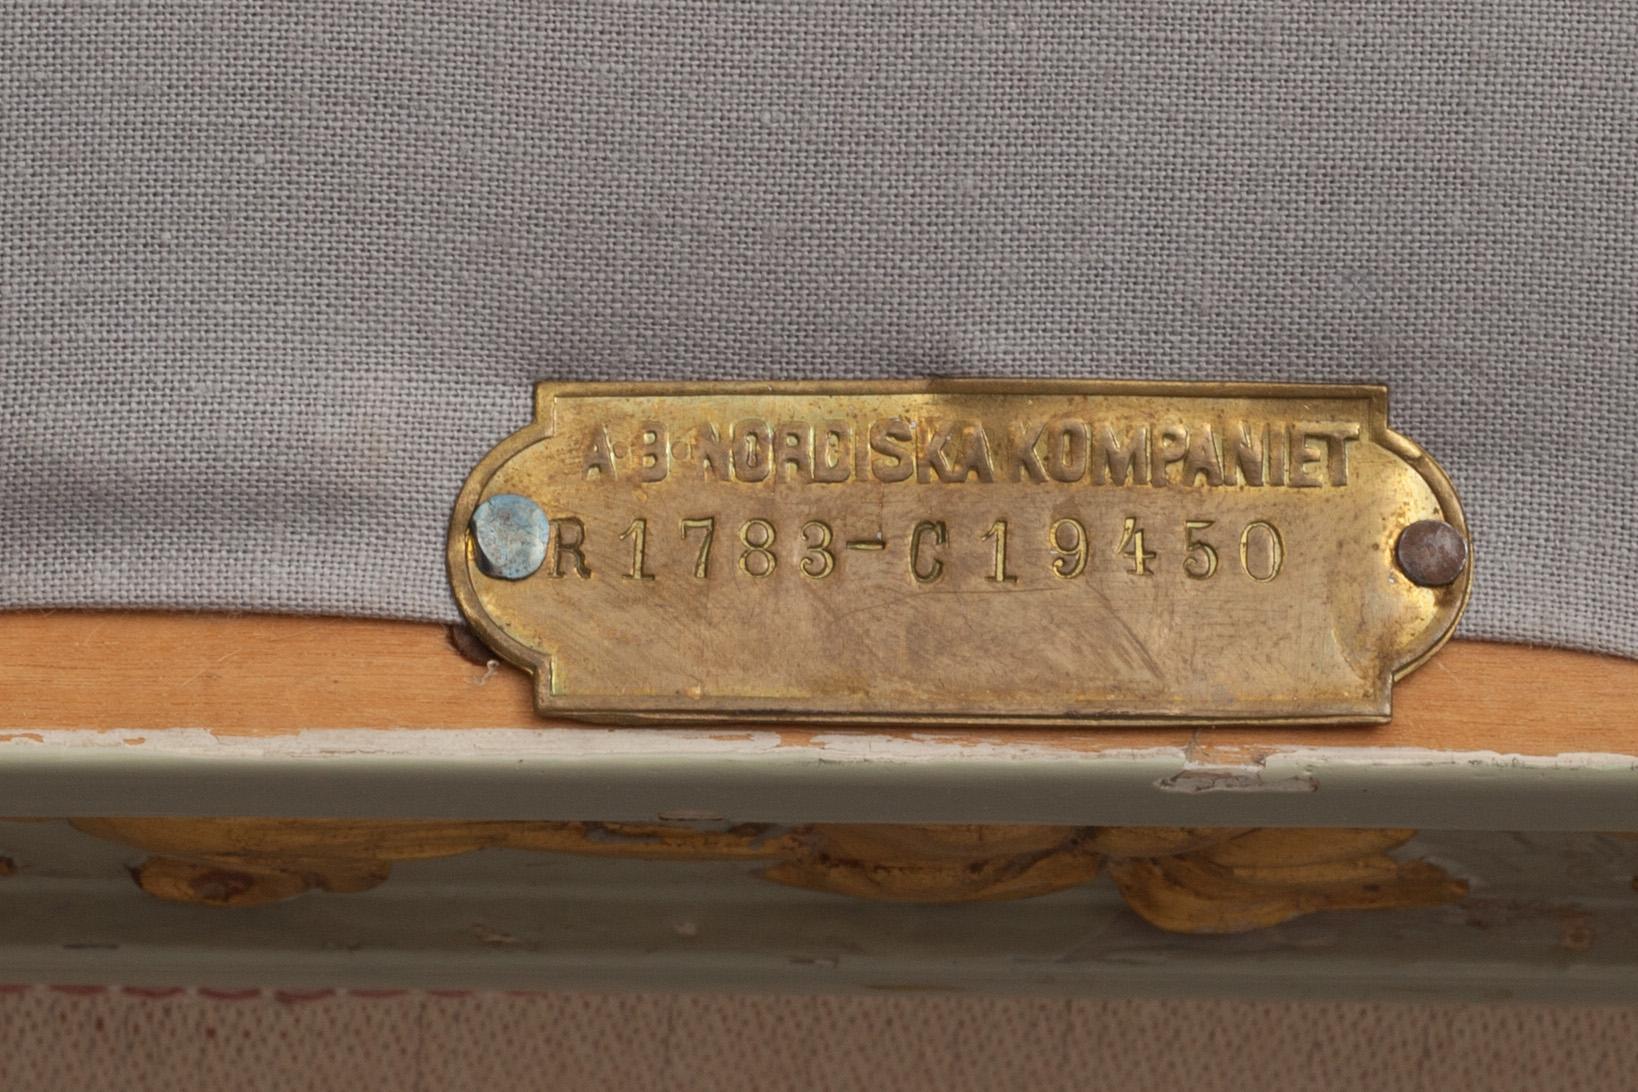 A·B·NORDISKA KOMPANIET
R1783-C19450